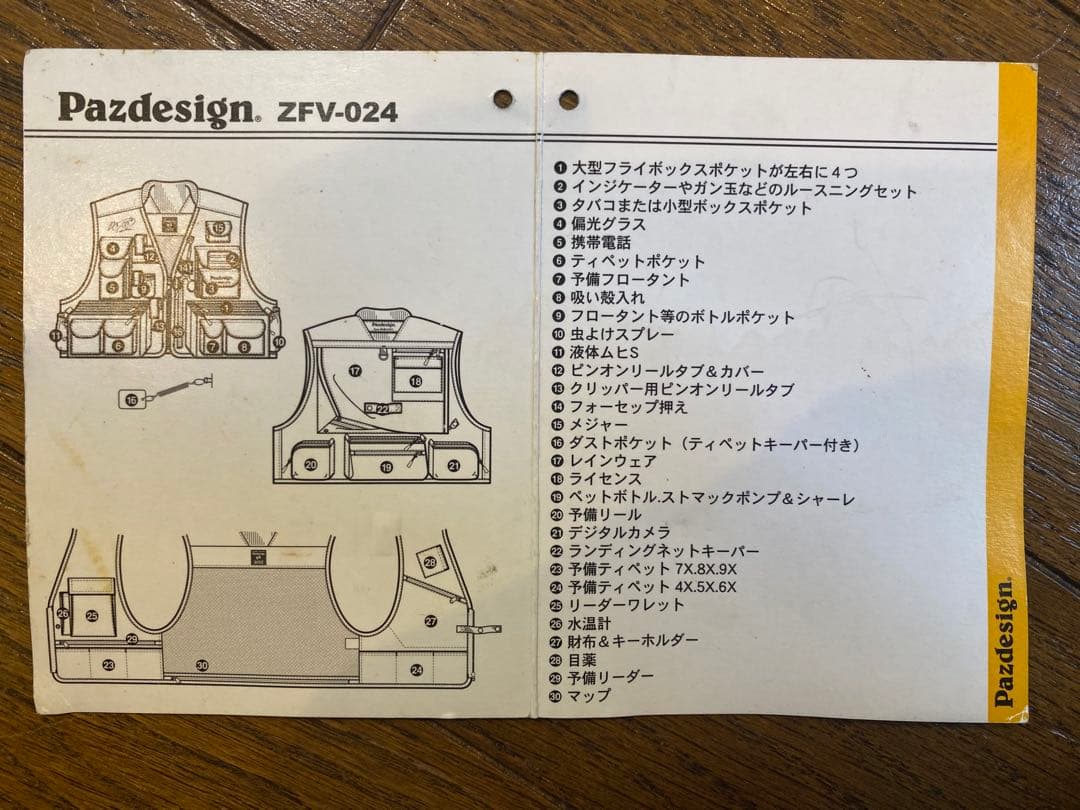 Pazdesign® ZFV-024
❶ 大型フライボックスポケットが左右に４つ
❷ インジケーターやガン玉などのルースニングセット
❸ タバコまたは小型ボックスポケット
❹ 偏光グラス
❺ 携帯電話
❻ ティペットポケット
❼ 予備フロータント
❽ 吸い殻入れ
❾ フロータント等のボトルポケット
❿ 虫よけスプレー
⓫ 液体ムヒS
⓬ ピンオンリールタブ＆カバー
⓭ クリッパー用ピンオンリールタブ
⓮ フォーセップ押え
⓯ メジャー
⓰ ダストポケット（ティペットキーパー付き）
⓱ レインウェア
⓲ ライセンス
⓳ ペットボトル.ストマックポンプ＆シャーレ
⓴ 予備リール
㉑ デジタルカメラ
㉒ ランディングネットキーパー
㉓ 予備ティペット 7X.8X.9X
㉔ 予備ティペット 4X.5X.6X
㉕ リーダーワレット
㉖ 水温計
㉗ 財布＆キーホルダー
㉘ 目薬
㉙ 予備リーダー
㉚ マップ
Pazdesign®